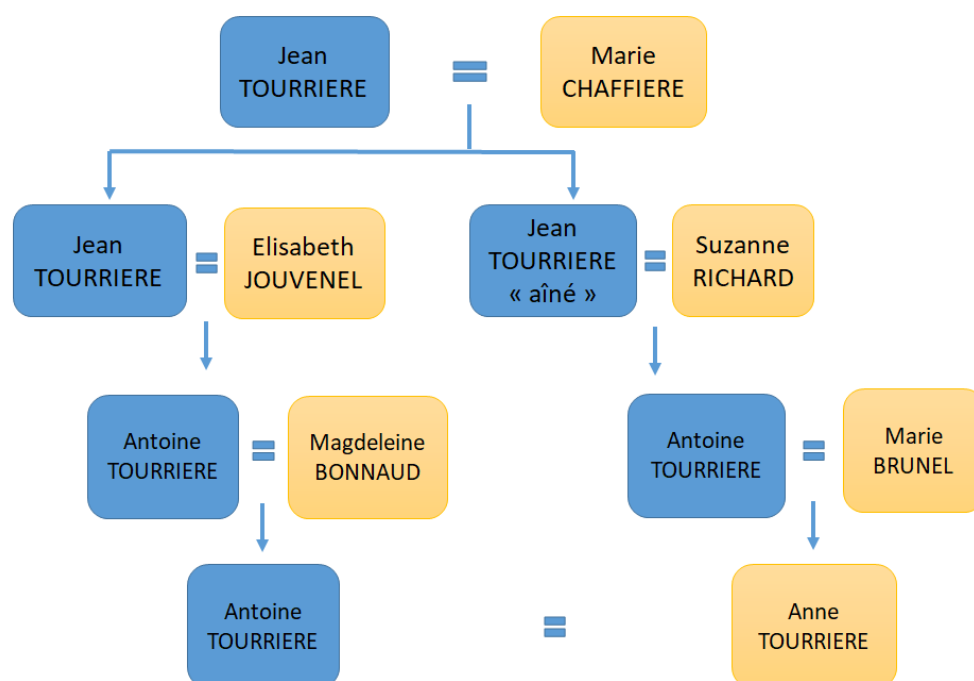 Jean
TOURRIERE
Marie
CHAFFIERE
Jean
TOURRIERE
Elisabeth
JOUVENEL
Jean
TOURRIERE
« aîné »
Suzanne
RICHARD
Antoine
TOURRIERE
Magdeleine
BONNAUD
Antoine
TOURRIERE
Marie
BRUNEL
Antoine
TOURRIERE
Anne
TOURRIERE